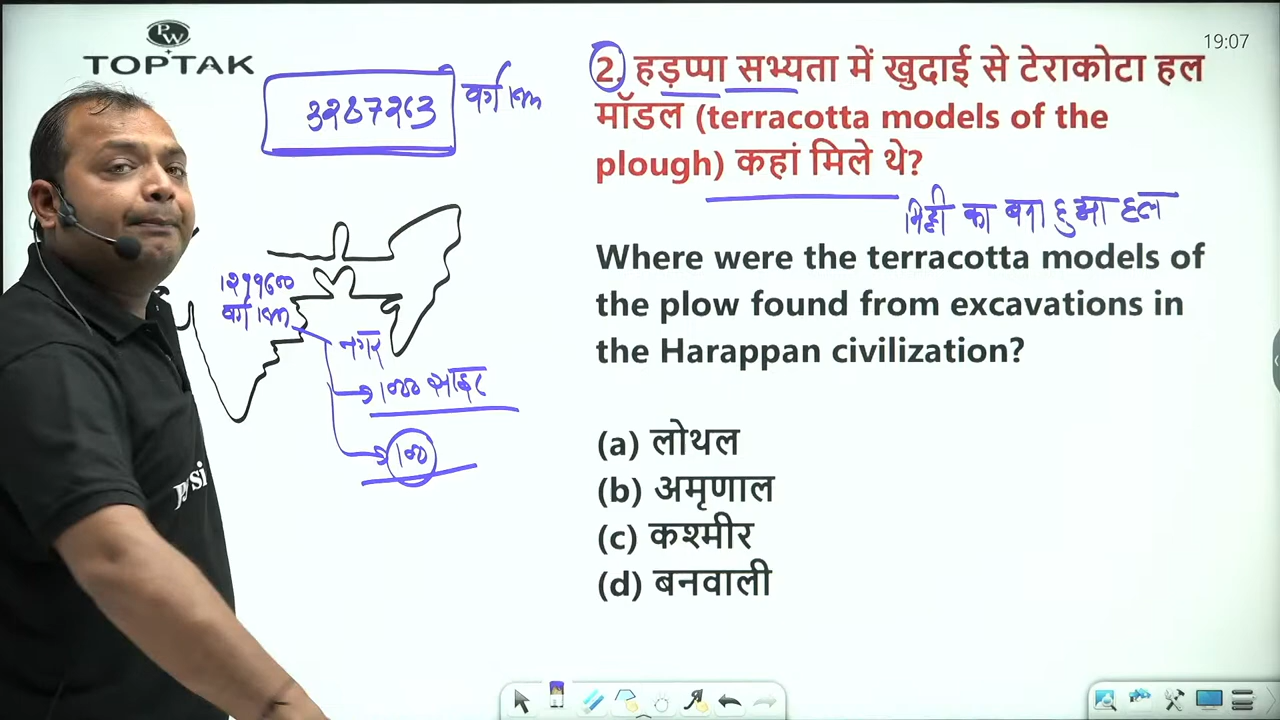 PW
TOPTAK
19:07
3287263 वर्ग km
2. हड़प्पा सभ्यता में खुदाई से टेराकोटा हल
मॉडल (terracotta models of the
plough) कहां मिले थे?
मिट्टी का बना हुआ हल
Where were the terracotta models of
the plow found from excavations in
the Harappan civilization?
1299600
वर्ग km
नगर
साइट
100
(a) लोथल
(b) अमृणाल
(c) कश्मीर
(d) बनवाली